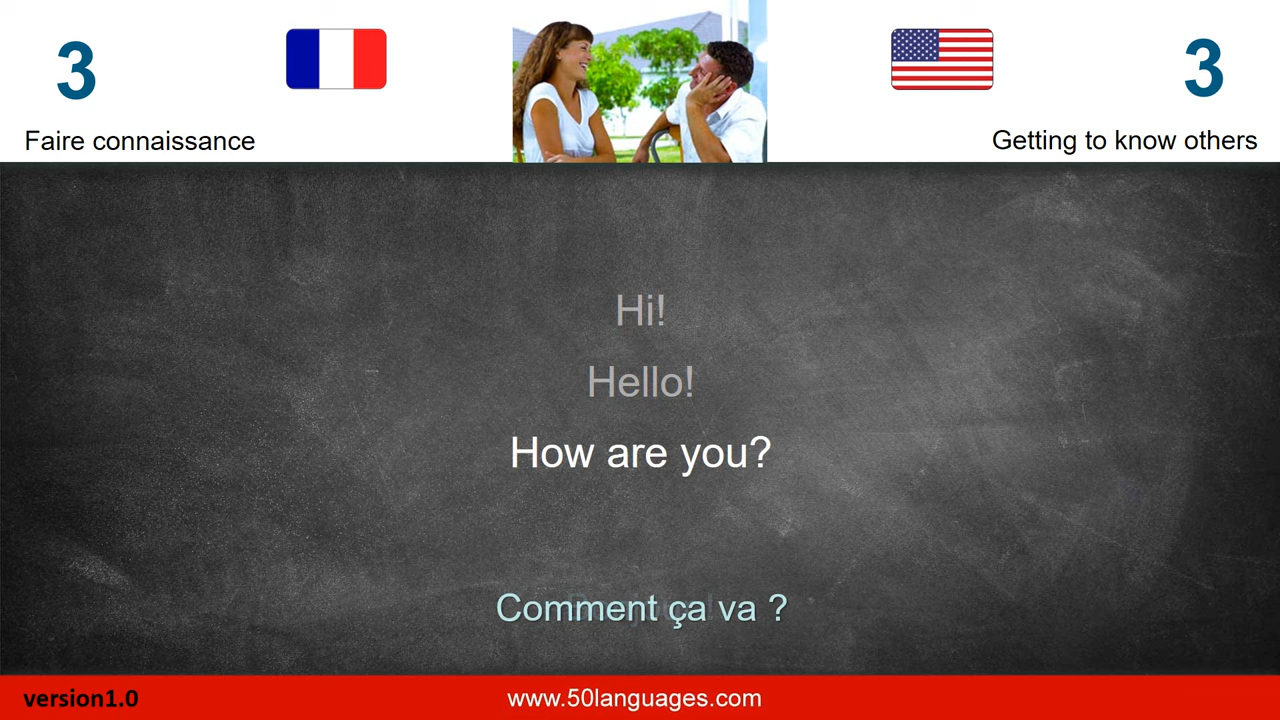 3
3
Faire connaissance
Getting to know others
Hi!
Hello!
How are you?
Comment ça va ?
version1.0
www.50languages.com